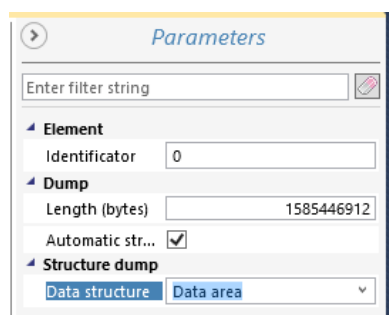 Parameters
Enter filter string
Element
Identificator 0
Dump
Length (bytes) 1585446912
Automatic str...
Structure dump
Data structure Data area